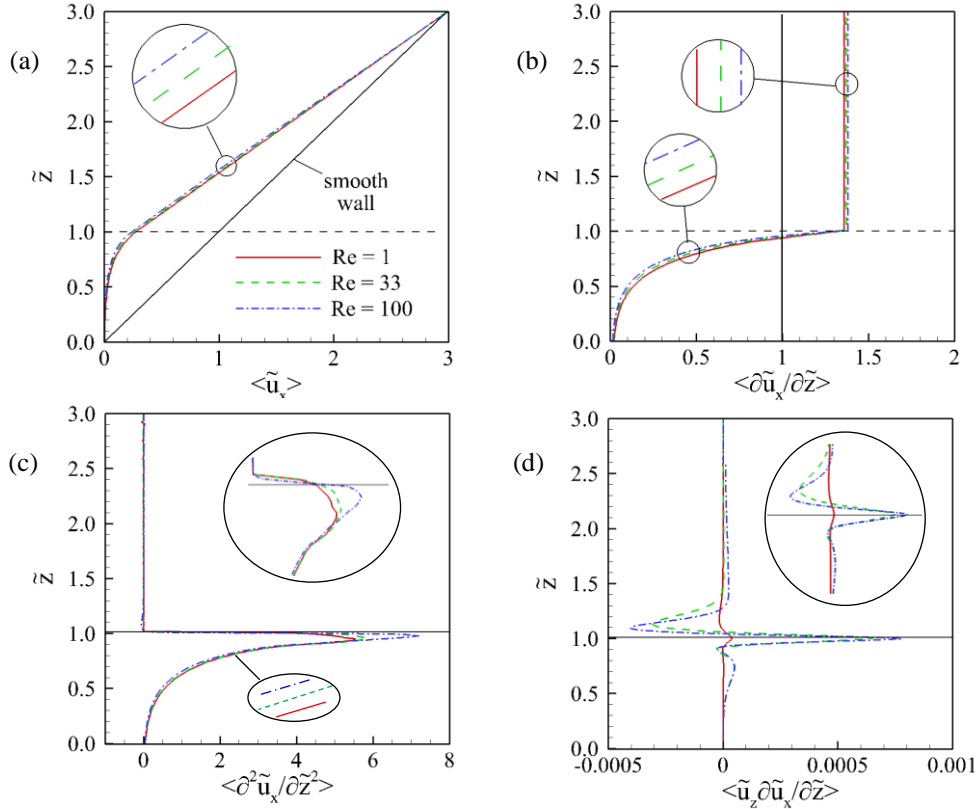 (a)
3.0
2.5
2.0
1.5
1.0
0.5
0.0
z̃
smooth
wall
Re = 1
Re = 33
Re = 100
0 1 2 3
<ũₓ>
(b)
3.0
2.5
2.0
1.5
1.0
0.5
0.0
z̃
0 0.5 1 1.5 2
<∂ũₓ/∂z̃>
(c)
3.0
2.5
2.0
1.5
1.0
0.5
0.0
z̃
0 2 4 6 8
<∂²ũₓ/∂z̃²>
(d)
3.0
2.5
2.0
1.5
1.0
0.5
0.0
z̃
-0.0005 0 0.0005 0.001
<ũ_z∂ũₓ/∂z̃>